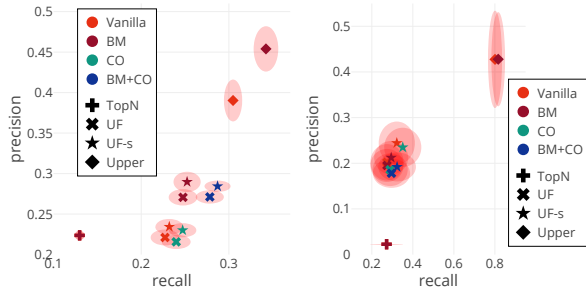 0.5
0.45
0.4
0.35
0.3
0.25
0.2
precision
0.1
0.2
0.3
recall
Vanilla
BM
CO
BM+CO
TopN
UF
UF-s
Upper
0.5
0.4
0.3
0.2
0.1
0
precision
0.2
0.4
0.6
0.8
recall
Vanilla
BM
CO
BM+CO
TopN
UF
UF-s
Upper